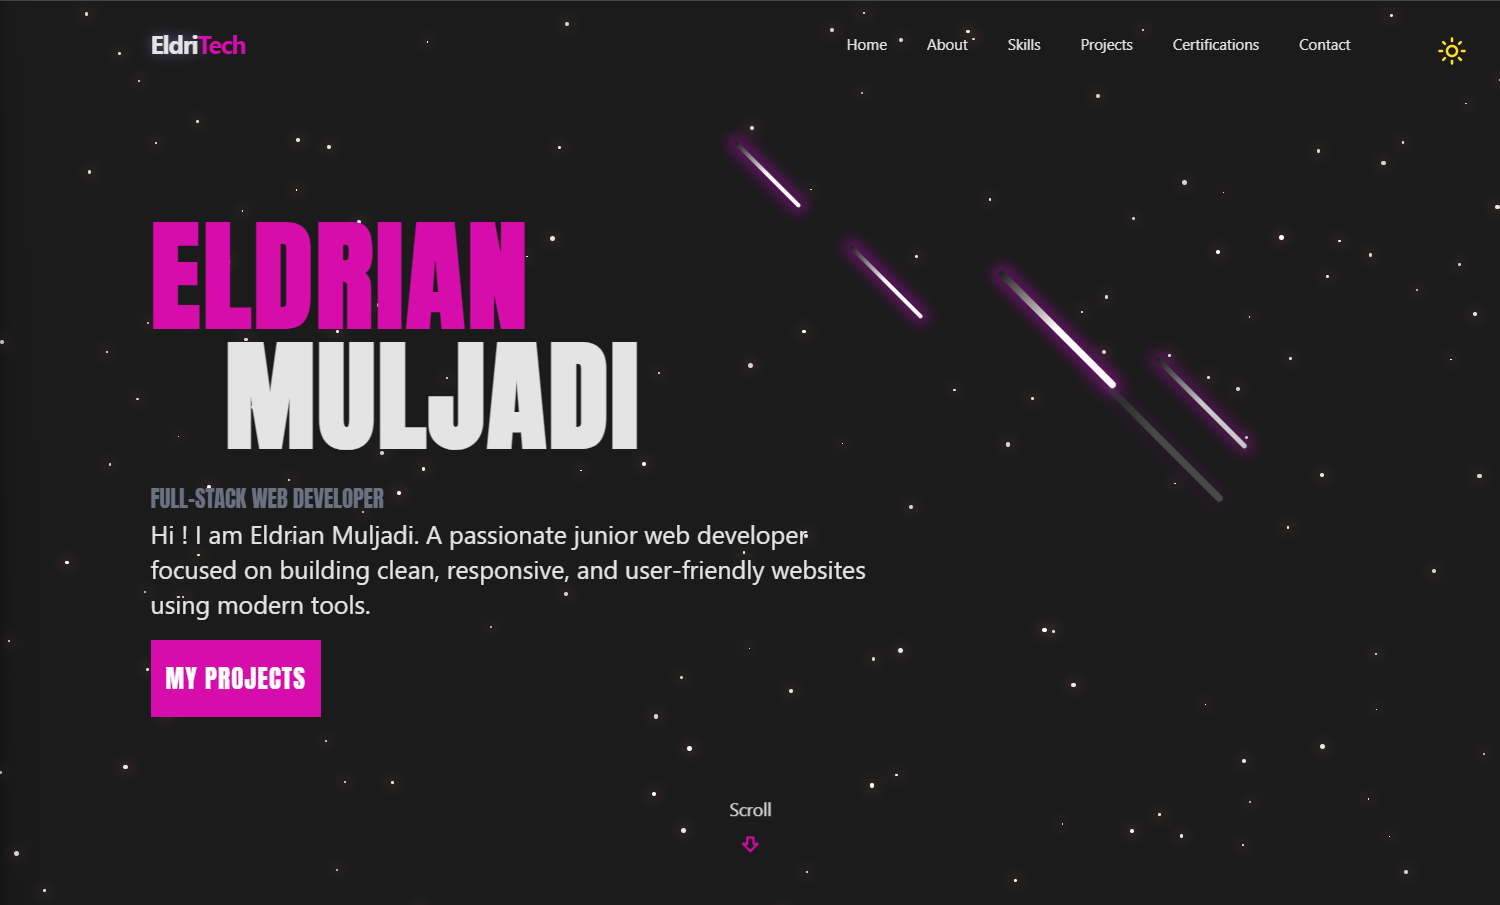 EldriTech
Home About Skills Projects Certifications Contact
ELDRIAN
MULJADI
FULL-STACK WEB DEVELOPER
Hi ! I am Eldrian Muljadi. A passionate junior web developer
focused on building clean, responsive, and user-friendly websites
using modern tools.
MY PROJECTS
Scroll